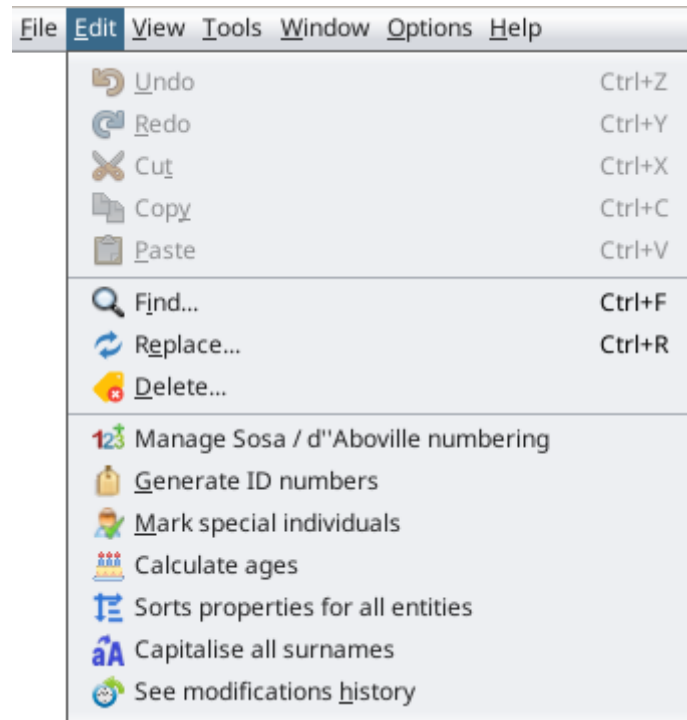 File Edit View Tools Window Options Help
Undo Ctrl+Z
Redo Ctrl+Y
Cut Ctrl+X
Copy Ctrl+C
Paste Ctrl+V
Find... Ctrl+F
Replace... Ctrl+R
Delete...
123 Manage Sosa / d''Aboville numbering
Generate ID numbers
Mark special individuals
Calculate ages
Sorts properties for all entities
aA Capitalise all surnames
See modifications history